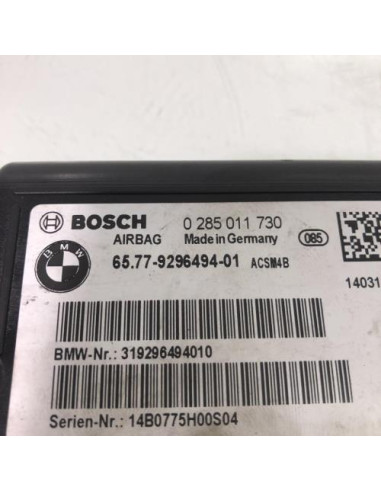 BOSCH 0 285 011 730
AIRBAG Made in Germany 085
BMW 65.77-9296494-01 ACSM4B
14031
BMW-Nr.: 319296494010
Serien-Nr.: 14B0775H00S04